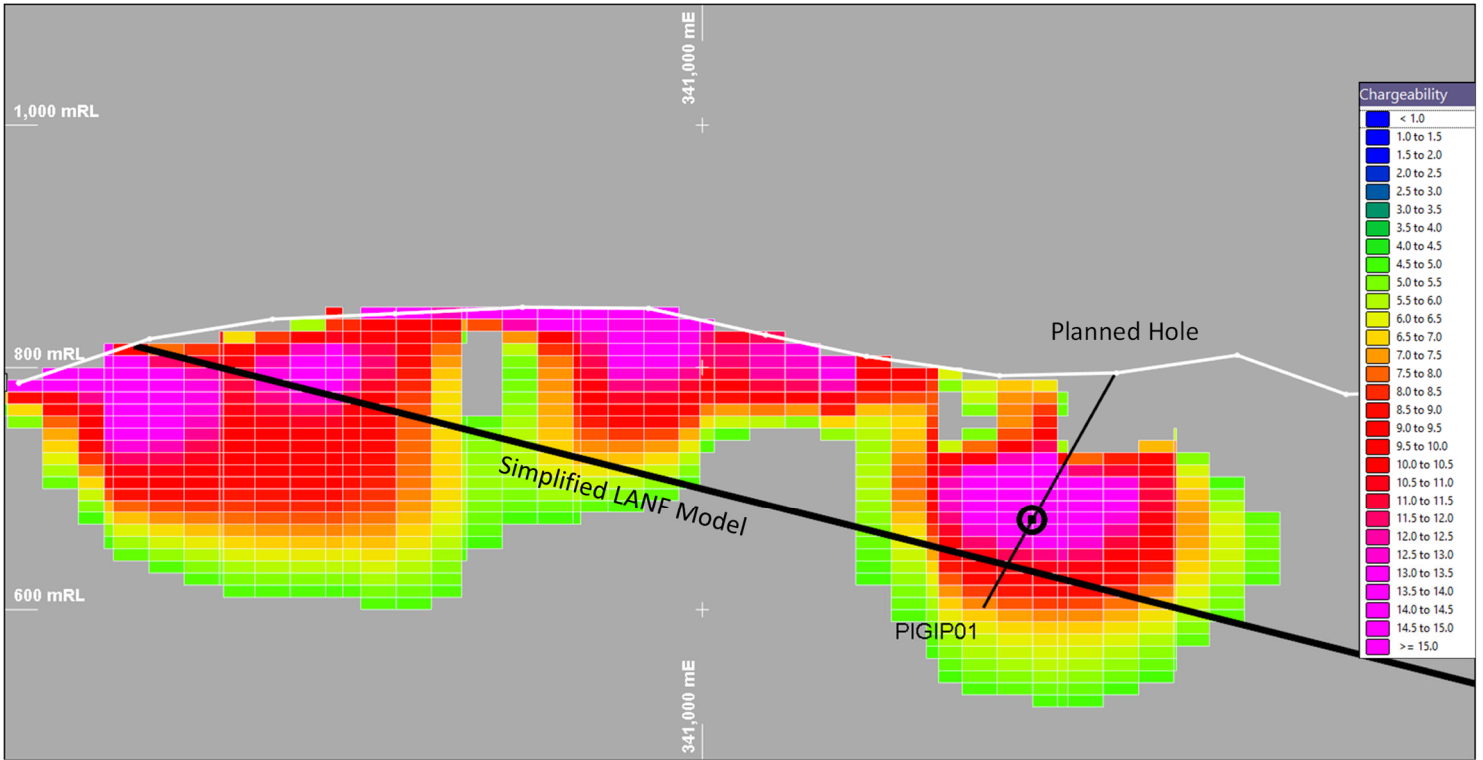 341,000 mE
1,000 mRL
Chargeability
< 1.0
1.0 to 1.5
1.5 to 2.0
2.0 to 2.5
2.5 to 3.0
3.0 to 3.5
3.5 to 4.0
4.0 to 4.5
4.5 to 5.0
5.0 to 5.5
5.5 to 6.0
6.0 to 6.5
6.5 to 7.0
7.0 to 7.5
7.5 to 8.0
8.0 to 8.5
8.5 to 9.0
9.0 to 9.5
9.5 to 10.0
10.0 to 10.5
10.5 to 11.0
11.0 to 11.5
11.5 to 12.0
12.0 to 12.5
12.5 to 13.0
13.0 to 13.5
13.5 to 14.0
14.0 to 14.5
14.5 to 15.0
>= 15.0
Planned Hole
800 mRL
Simplified LANF Model
600 mRL
PIGIP01
341,000 mE